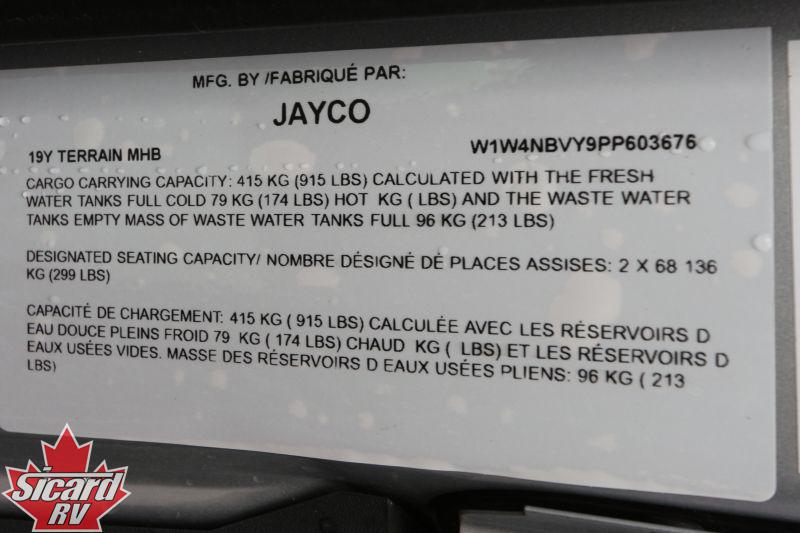 MFG. BY /FABRIQUÉ PAR:
JAYCO
19Y TERRAIN MHB W1W4NBVY9PP603676
CARGO CARRYING CAPACITY: 415 KG (915 LBS) CALCULATED WITH THE FRESH
WATER TANKS FULL COLD 79 KG (174 LBS) HOT KG ( LBS) AND THE WASTE WATER
TANKS EMPTY MASS OF WASTE WATER TANKS FULL 96 KG (213 LBS)
DESIGNATED SEATING CAPACITY/ NOMBRE DÉSIGNÉ DE PLACES ASSISES: 2 X 68 136
KG (299 LBS)
CAPACITÉ DE CHARGEMENT: 415 KG ( 915 LBS) CALCULÉE AVEC LES RÉSERVOIRS D
EAU DOUCE PLEINS FROID 79 KG ( 174 LBS) CHAUD KG ( LBS) ET LES RÉSERVOIRS D
EAUX USÉES VIDES. MASSE DES RÉSERVOIRS D EAUX USÉES PLIENS: 96 KG ( 213
LBS)
Sicard
RV